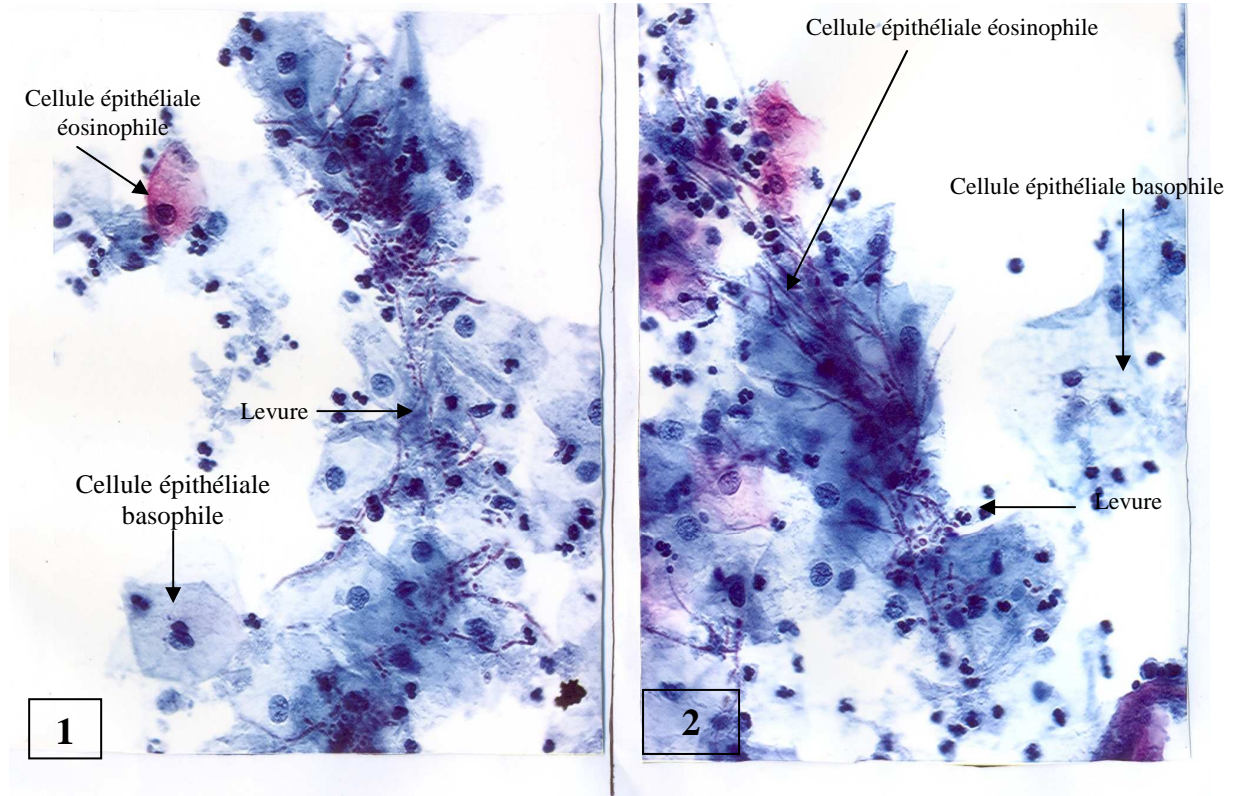 Cellule épithéliale
éosinophile
Levure
Cellule épithéliale
basophile
1
Cellule épithéliale éosinophile
Cellule épithéliale basophile
Levure
2